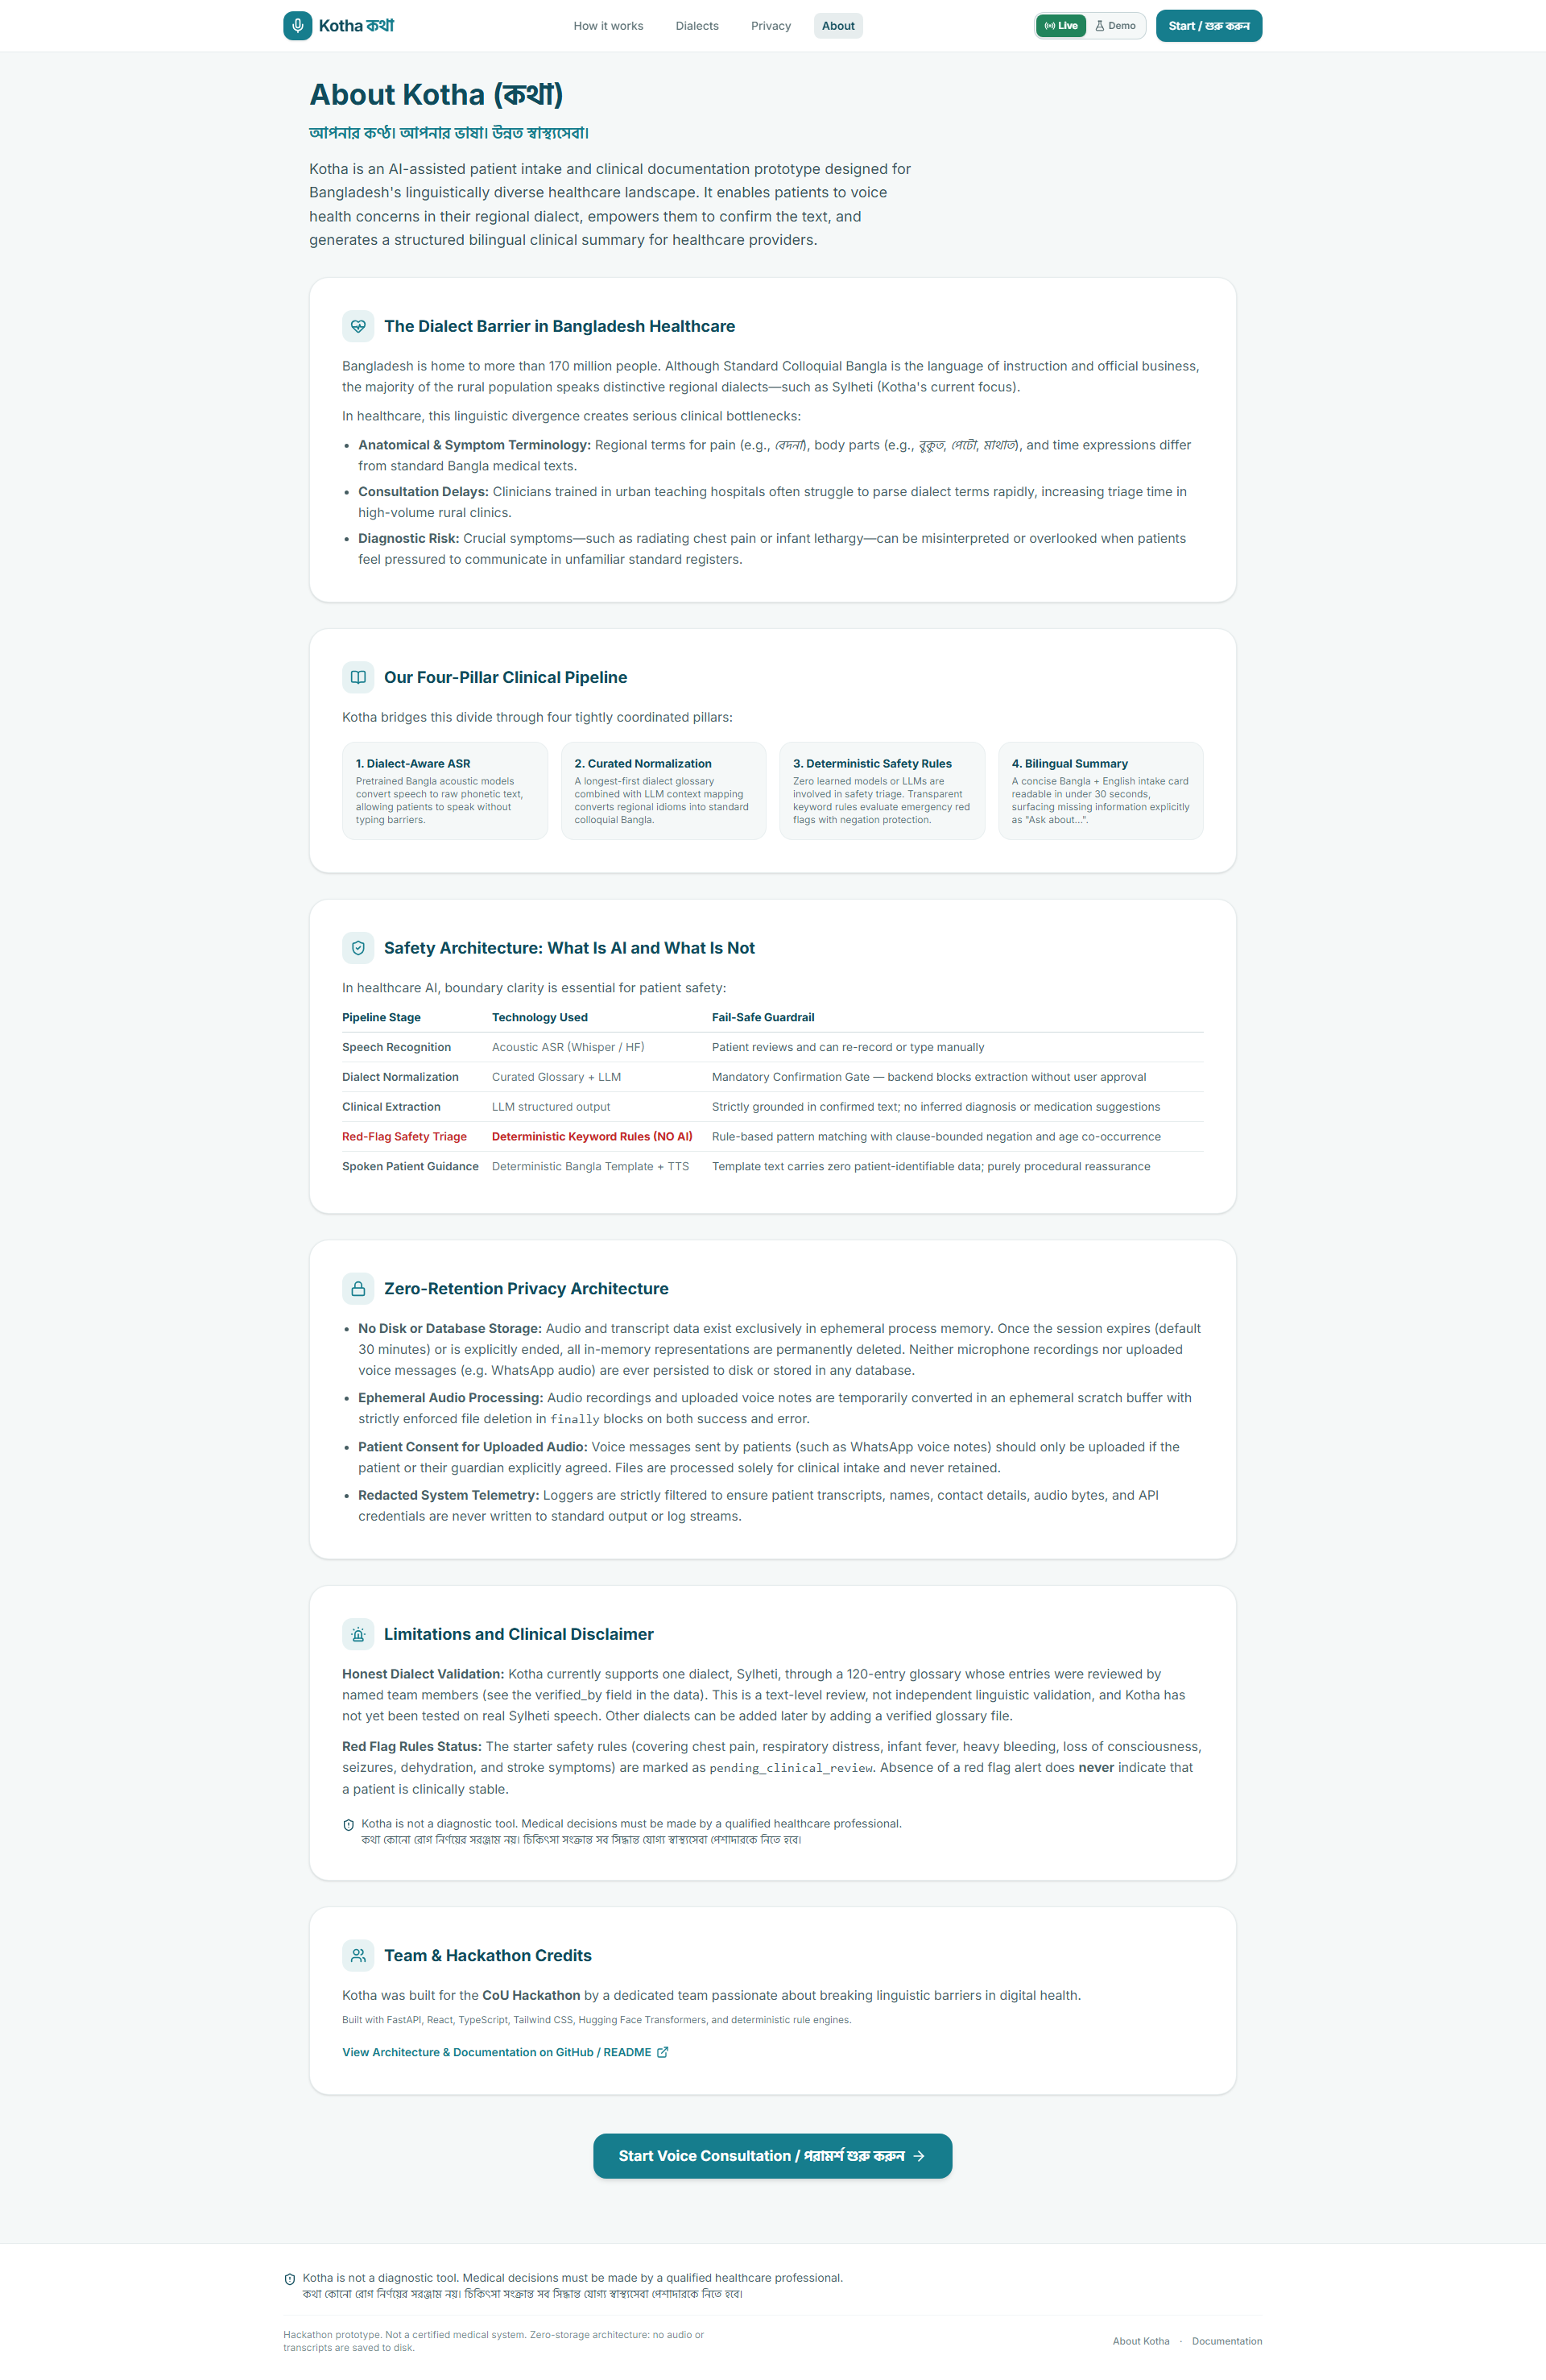 Kotha কথা
How it works
Dialects
Privacy
About
Live
Demo
Start / শুরু করুন
About Kotha (কথা)
আপনার কণ্ঠ। আপনার ভাষা। উন্নত স্বাস্থ্যসেবা।
Kotha is an AI-assisted patient intake and clinical documentation prototype designed for
Bangladesh's linguistically diverse healthcare landscape. It enables patients to voice
health concerns in their regional dialect, empowers them to confirm the text, and
generates a structured bilingual clinical summary for healthcare providers.
The Dialect Barrier in Bangladesh Healthcare
Bangladesh is home to more than 170 million people. Although Standard Colloquial Bangla is the language of instruction and official business,
the majority of the rural population speaks distinctive regional dialects—such as Sylheti (Kotha's current focus).
In healthcare, this linguistic divergence creates serious clinical bottlenecks:
• Anatomical & Symptom Terminology: Regional terms for pain (e.g., বেদনা), body parts (e.g., বুকুত, পেটো, মাথাত), and time expressions differ
from standard Bangla medical texts.
• Consultation Delays: Clinicians trained in urban teaching hospitals often struggle to parse dialect terms rapidly, increasing triage time in
high-volume rural clinics.
• Diagnostic Risk: Crucial symptoms—such as radiating chest pain or infant lethargy—can be misinterpreted or overlooked when patients
feel pressured to communicate in unfamiliar standard registers.
Our Four-Pillar Clinical Pipeline
Kotha bridges this divide through four tightly coordinated pillars:
1. Dialect-Aware ASR
Pretrained Bangla acoustic models
convert speech to raw phonetic text,
allowing patients to speak without
typing barriers.
2. Curated Normalization
A longest-first dialect glossary
combined with LLM context mapping
converts regional idioms into standard
colloquial Bangla.
3. Deterministic Safety Rules
Zero learned models or LLMs are
involved in safety triage. Transparent
keyword rules evaluate emergency red
flags with negation protection.
4. Bilingual Summary
A concise Bangla + English intake card
readable in under 30 seconds,
surfacing missing information explicitly
as "Ask about...".
Safety Architecture: What Is AI and What Is Not
In healthcare AI, boundary clarity is essential for patient safety:
Pipeline Stage Technology Used Fail-Safe Guardrail
Speech Recognition Acoustic ASR (Whisper / HF) Patient reviews and can re-record or type manually
Dialect Normalization Curated Glossary + LLM Mandatory Confirmation Gate — backend blocks extraction without user approval
Clinical Extraction LLM structured output Strictly grounded in confirmed text; no inferred diagnosis or medication suggestions
Red-Flag Safety Triage Deterministic Keyword Rules (NO AI) Rule-based pattern matching with clause-bounded negation and age co-occurrence
Spoken Patient Guidance Deterministic Bangla Template + TTS Template text carries zero patient-identifiable data; purely procedural reassurance
Zero-Retention Privacy Architecture
• No Disk or Database Storage: Audio and transcript data exist exclusively in ephemeral process memory. Once the session expires (default
30 minutes) or is explicitly ended, all in-memory representations are permanently deleted. Neither microphone recordings nor uploaded
voice messages (e.g. WhatsApp audio) are ever persisted to disk or stored in any database.
• Ephemeral Audio Processing: Audio recordings and uploaded voice notes are temporarily converted in an ephemeral scratch buffer with
strictly enforced file deletion in finally blocks on both success and error.
• Patient Consent for Uploaded Audio: Voice messages sent by patients (such as WhatsApp voice notes) should only be uploaded if the
patient or their guardian explicitly agreed. Files are processed solely for clinical intake and never retained.
• Redacted System Telemetry: Loggers are strictly filtered to ensure patient transcripts, names, contact details, audio bytes, and API
credentials are never written to standard output or log streams.
Limitations and Clinical Disclaimer
Honest Dialect Validation: Kotha currently supports one dialect, Sylheti, through a 120-entry glossary whose entries were reviewed by
named team members (see the verified_by field in the data). This is a text-level review, not independent linguistic validation, and Kotha has
not yet been tested on real Sylheti speech. Other dialects can be added later by adding a verified glossary file.
Red Flag Rules Status: The starter safety rules (covering chest pain, respiratory distress, infant fever, heavy bleeding, loss of consciousness,
seizures, dehydration, and stroke symptoms) are marked as pending_clinical_review. Absence of a red flag alert does never indicate that
a patient is clinically stable.
Kotha is not a diagnostic tool. Medical decisions must be made by a qualified healthcare professional.
কথা কোনো রোগ নির্ণয়ের সরঞ্জাম নয়। চিকিৎসা সংক্রান্ত সব সিদ্ধান্ত যোগ্য স্বাস্থ্যসেবা পেশাদারকে নিতে হবে।
Team & Hackathon Credits
Kotha was built for the CoU Hackathon by a dedicated team passionate about breaking linguistic barriers in digital health.
Built with FastAPI, React, TypeScript, Tailwind CSS, Hugging Face Transformers, and deterministic rule engines.
View Architecture & Documentation on GitHub / README
Start Voice Consultation / পরামর্শ শুরু করুন →
Kotha is not a diagnostic tool. Medical decisions must be made by a qualified healthcare professional.
কথা কোনো রোগ নির্ণয়ের সরঞ্জাম নয়। চিকিৎসা সংক্রান্ত সব সিদ্ধান্ত যোগ্য স্বাস্থ্যসেবা পেশাদারকে নিতে হবে।
Hackathon prototype. Not a certified medical system. Zero-storage architecture: no audio or
transcripts are saved to disk.
About Kotha · Documentation